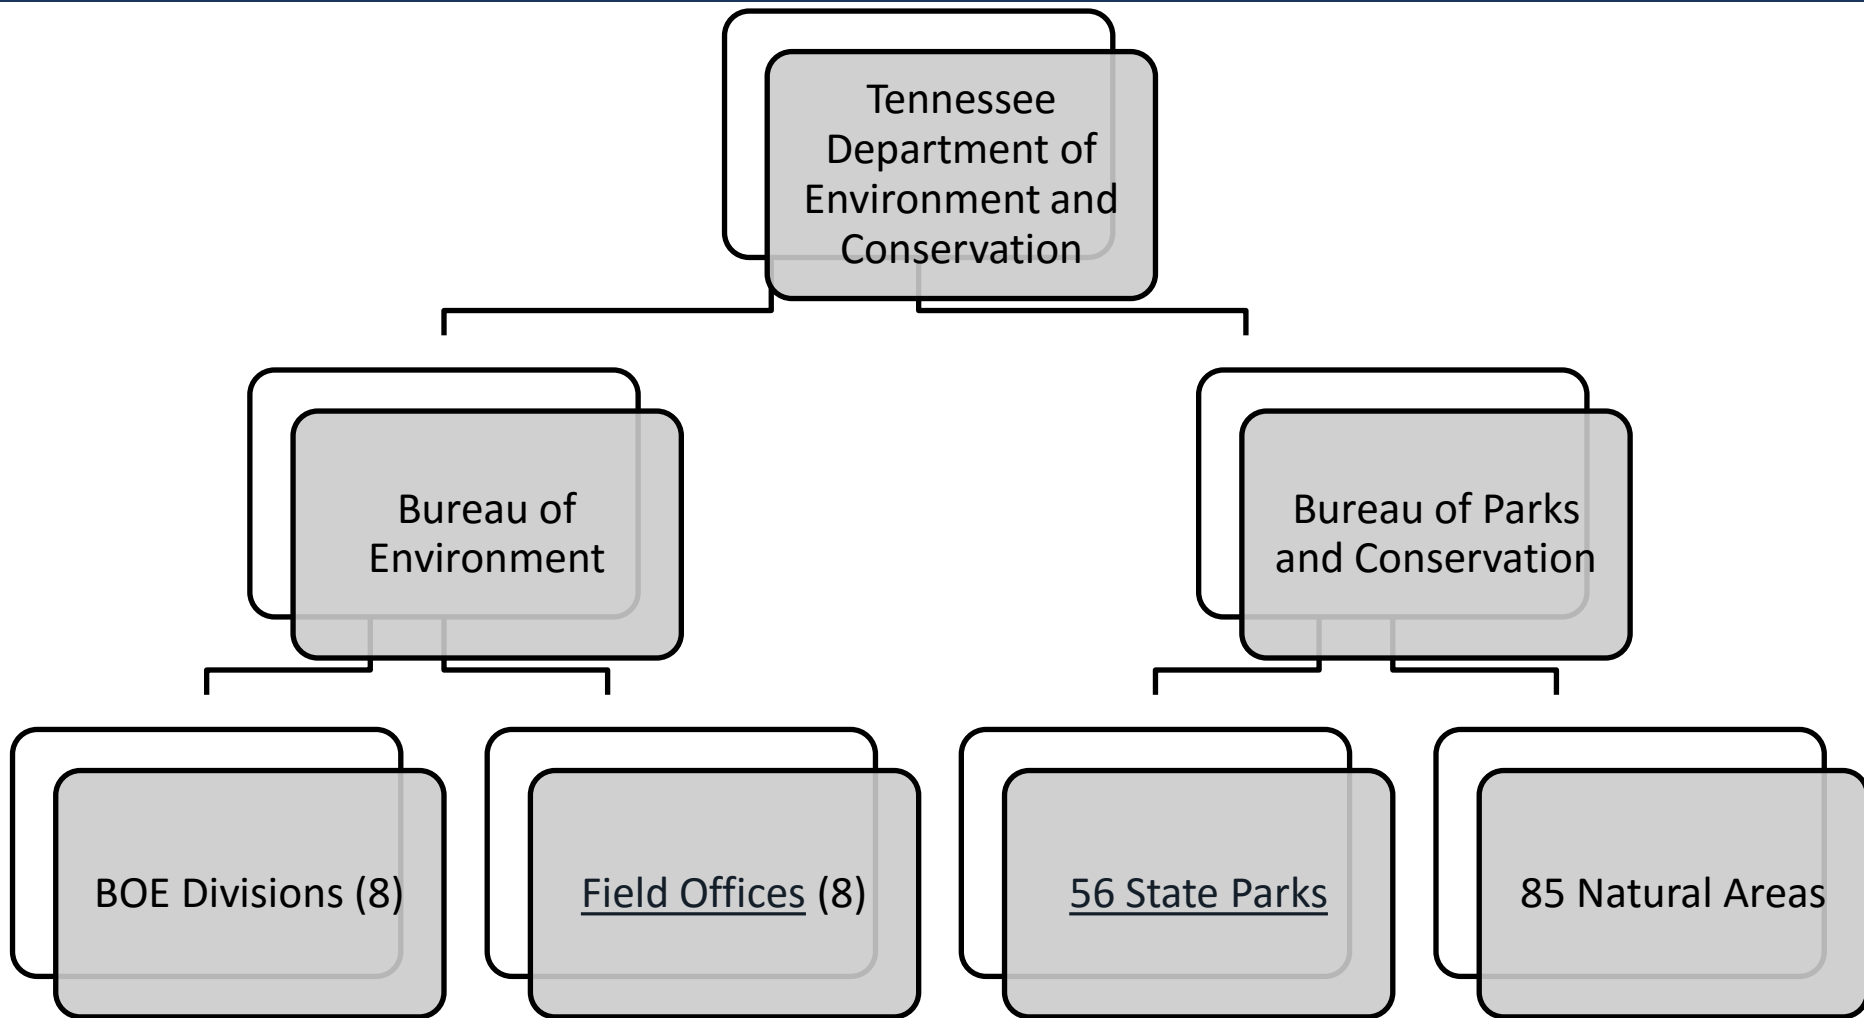 Tennessee
Department of
Environment and
Conservation
Bureau of
Environment
Bureau of Parks
and Conservation
BOE Divisions (8)
Field Offices (8)
56 State Parks
85 Natural Areas